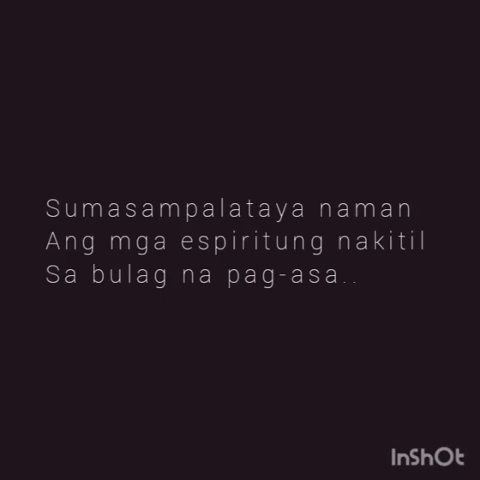 Sumasampalataya naman
Ang mga espiritung nakitil
Sa bulag na pag-asa..
InShOt